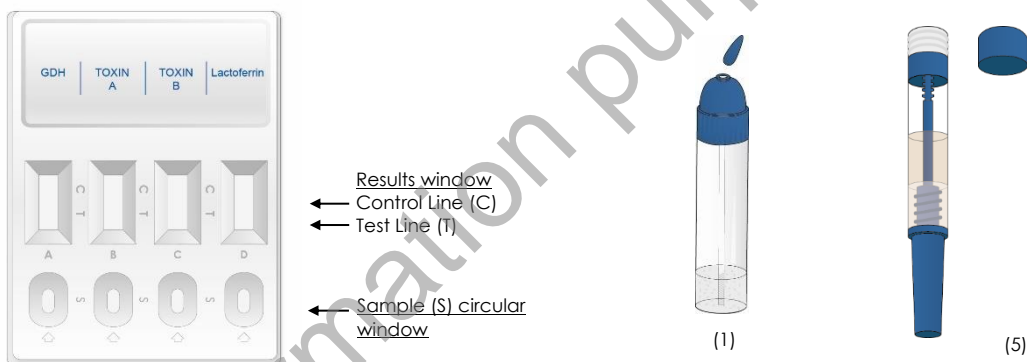 GDH
TOXIN
A
TOXIN
B
Lactoferrin
C T
C T
C T
A
B
C
D
S
S
S
Results window
Control Line (C)
Test Line (T)
Sample (S) circular
window
(1)
(5)